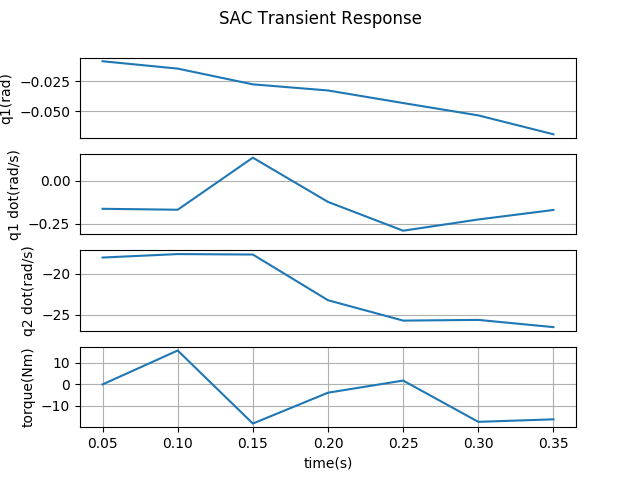 SAC Transient Response
q1(rad)
−0.025
−0.050
q1 dot(rad/s)
0.00
−0.25
q2 dot(rad/s)
−20
−25
torque(Nm)
10
0
−10
0.05 0.10 0.15 0.20 0.25 0.30 0.35
time(s)